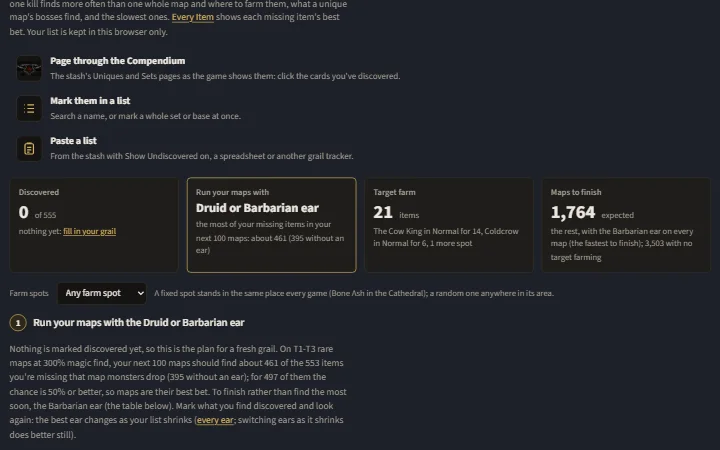 one kill finds more often than one whole map and where to farm them, what a unique
map's bosses find, and the slowest ones. Every Item shows each missing item's best
bet. Your list is kept in this browser only.
Page through the Compendium
The stash's Uniques and Sets pages as the game shows them: click the cards you've discovered.
Mark them in a list
Search a name, or mark a whole set or base at once.
Paste a list
From the stash with Show Undiscovered on, a spreadsheet or another grail tracker.
Discovered
0 of 555
nothing yet: fill in your grail
Run your maps with
Druid or Barbarian ear
the most of your missing items in your
next 100 maps: about 461 (395 without an
ear)
Target farm
21 items
The Cow King in Normal for 14, Coldcrow
in Normal for 6, 1 more spot
Maps to finish
1,764 expected
the rest, with the Barbarian ear on every
map (the fastest to finish); 3,503 with no
target farming
Farm spots Any farm spot A fixed spot stands in the same place every game (Bone Ash in the Cathedral); a random one anywhere in its area.
1 Run your maps with the Druid or Barbarian ear
Nothing is marked discovered yet, so this is the plan for a fresh grail. On T1-T3 rare
maps at 300% magic find, your next 100 maps should find about 461 of the 553 items
you're missing that map monsters drop (395 without an ear); for 497 of them the
chance is 50% or better, so maps are their best bet. To finish rather than find the most
soon, the Barbarian ear (the table below). Mark what you find discovered and look
again: the best ear changes as your list shrinks (every ear; switching ears as it shrinks
does better still).